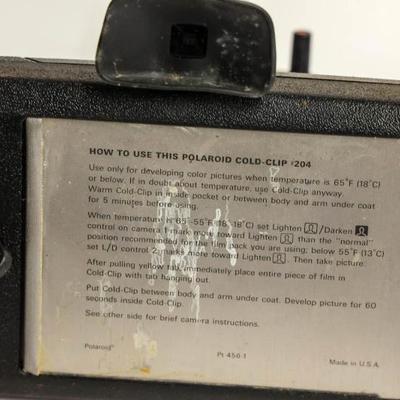 HOW TO USE THIS POLAROID COLD-CLIP #204
Use only for developing color pictures when temperature is 65°F (18°C)
or below. If in doubt about temperature, use Cold-Clip anyway.
Warm Cold-Clip in inside pocket or between body and arm under coat
for 5 minutes before using.
When temperature is 65-55°F (18-13°C) set Lighten /Darken
control on camera 1 mark more toward Lighten than the "normal"
position recommended for the film pack you are using; below 55°F (13°C)
set L/D control 2 marks more toward Lighten . Then take picture.
After pulling yellow tab, immediately place entire piece of film in
Cold-Clip with tab hanging out.
Put Cold-Clip between body and arm under coat. Develop picture for 60
seconds inside Cold-Clip.
See other side for brief camera instructions.
Polaroid® Pt 456-1 Made in U.S.A.